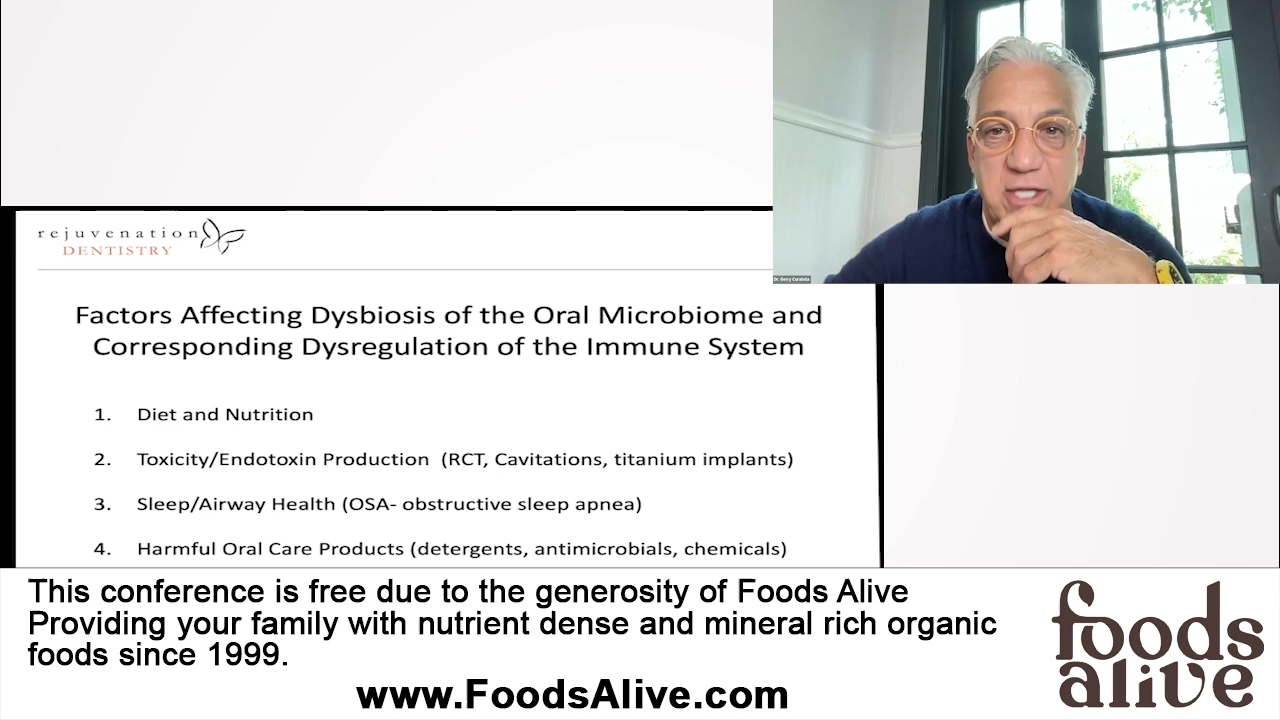 Dr. Gerry Curatola
rejuvenation
DENTISTRY
Factors Affecting Dysbiosis of the Oral Microbiome and
Corresponding Dysregulation of the Immune System
1. Diet and Nutrition
2. Toxicity/Endotoxin Production (RCT, Cavitations, titanium implants)
3. Sleep/Airway Health (OSA- obstructive sleep apnea)
4. Harmful Oral Care Products (detergents, antimicrobials, chemicals)
This conference is free due to the generosity of Foods Alive
Providing your family with nutrient dense and mineral rich organic
foods since 1999.
www.FoodsAlive.com
foods
alive